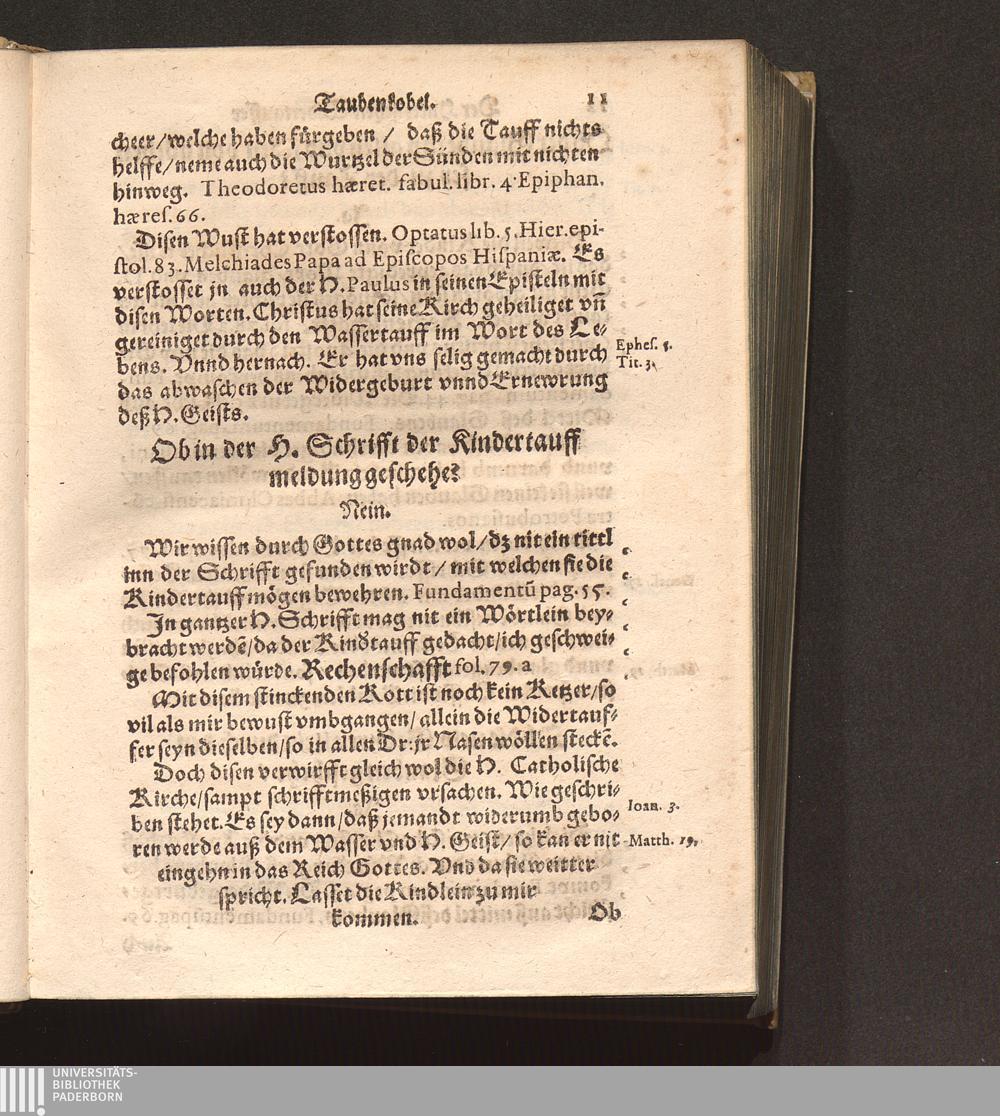 Taubenkobel. 11
cheer/welche haben fürgeben / daß die Tauff nichts
helffe/neme auch die Wurtzel der Sünden mit nichten
hinweg. Theodoretus hæret. fabul. libr. 4. Epiphan.
hæres. 66.
Disen Wust hat verstossen. Optatus lib. 5. Hier. epi-
stol. 83. Melchiades Papa ad Episcopos Hispaniæ. Es
verstosset jn auch der H. Paulus in seinen Episteln mit
disen Worten. Christus hat seine Kirch geheiliget vñ
gereiniget durch den Wassertauff im Wort des Le-
bens. Vnnd hernach. Er hat vns selig gemacht durch
das abwaschen der Widergeburt vnnd Ernewrung
deß H. Geists.
Ephes. 5.
Tit. 3.
Ob in der H. Schrifft der Kindertauff
meldung geschehe?
Nein.
Wir wissen durch Gottes gnad wol/dz nit ein tittl
inn der Schrifft gefunden wirdt / mit welchen sie die
Kindertauff mögen bewehren. Fundamentū pag. 55.
In gantzer H. Schrifft mag nit ein Wörtlein bey-
bracht werdē/da der Kindtauff gedacht/ich geschwei-
ge befohlen würde. Rechenschafft fol. 79. a
Mit disem stinckenden Kott ist noch kein Ketzer/so
vil als mir bewust vmbgangen/allein die Widertauf-
fer seyn dieselben/so in allen Dr: jr Nasen wöllen steckē.
Doch disen verwirfft gleich wol die H. Catholische
Kirche/sampt schrifftmeßigen vrsachen. Wie geschri-
ben stehet. Es sey dann/daß jemandt widerumb gebo-
ren werde auß dem Wasser vnd H. Geist/so kan er nit
eingehn in das Reich Gottes. Vnd da sie weitter
spricht. Lasset die Kindlein zu mir
kommen.
Ioan. 3.
Matth. 19.
Ob
UNIVERSITÄTS-
BIBLIOTHEK
PADERBORN